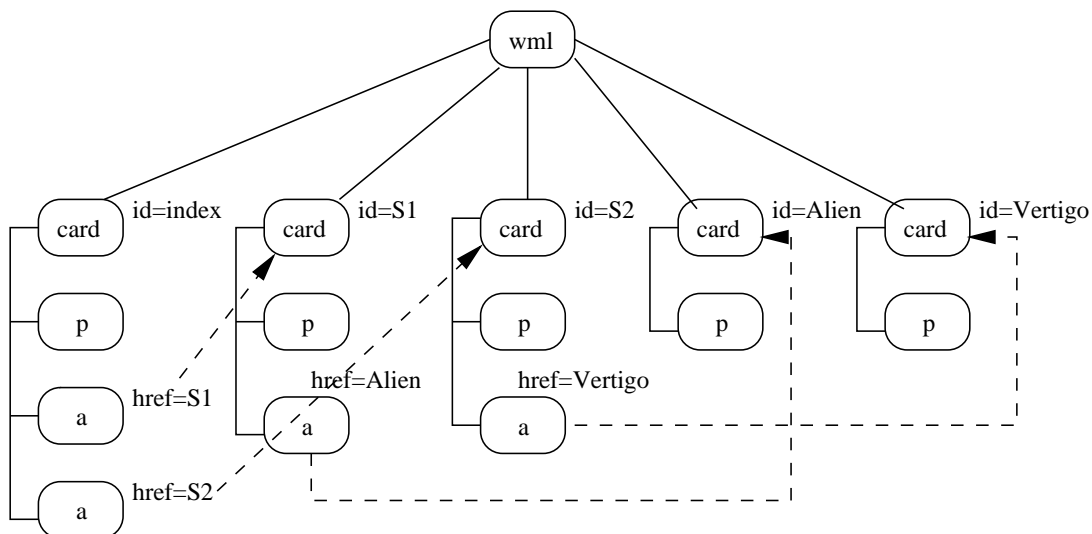 wml
id=index
id=S1
id=S2
id=Alien
id=Vertigo
card
card
card
card
card
p
p
p
p
p
href=S1
href=Alien
href=Vertigo
a
a
a
href=S2
a